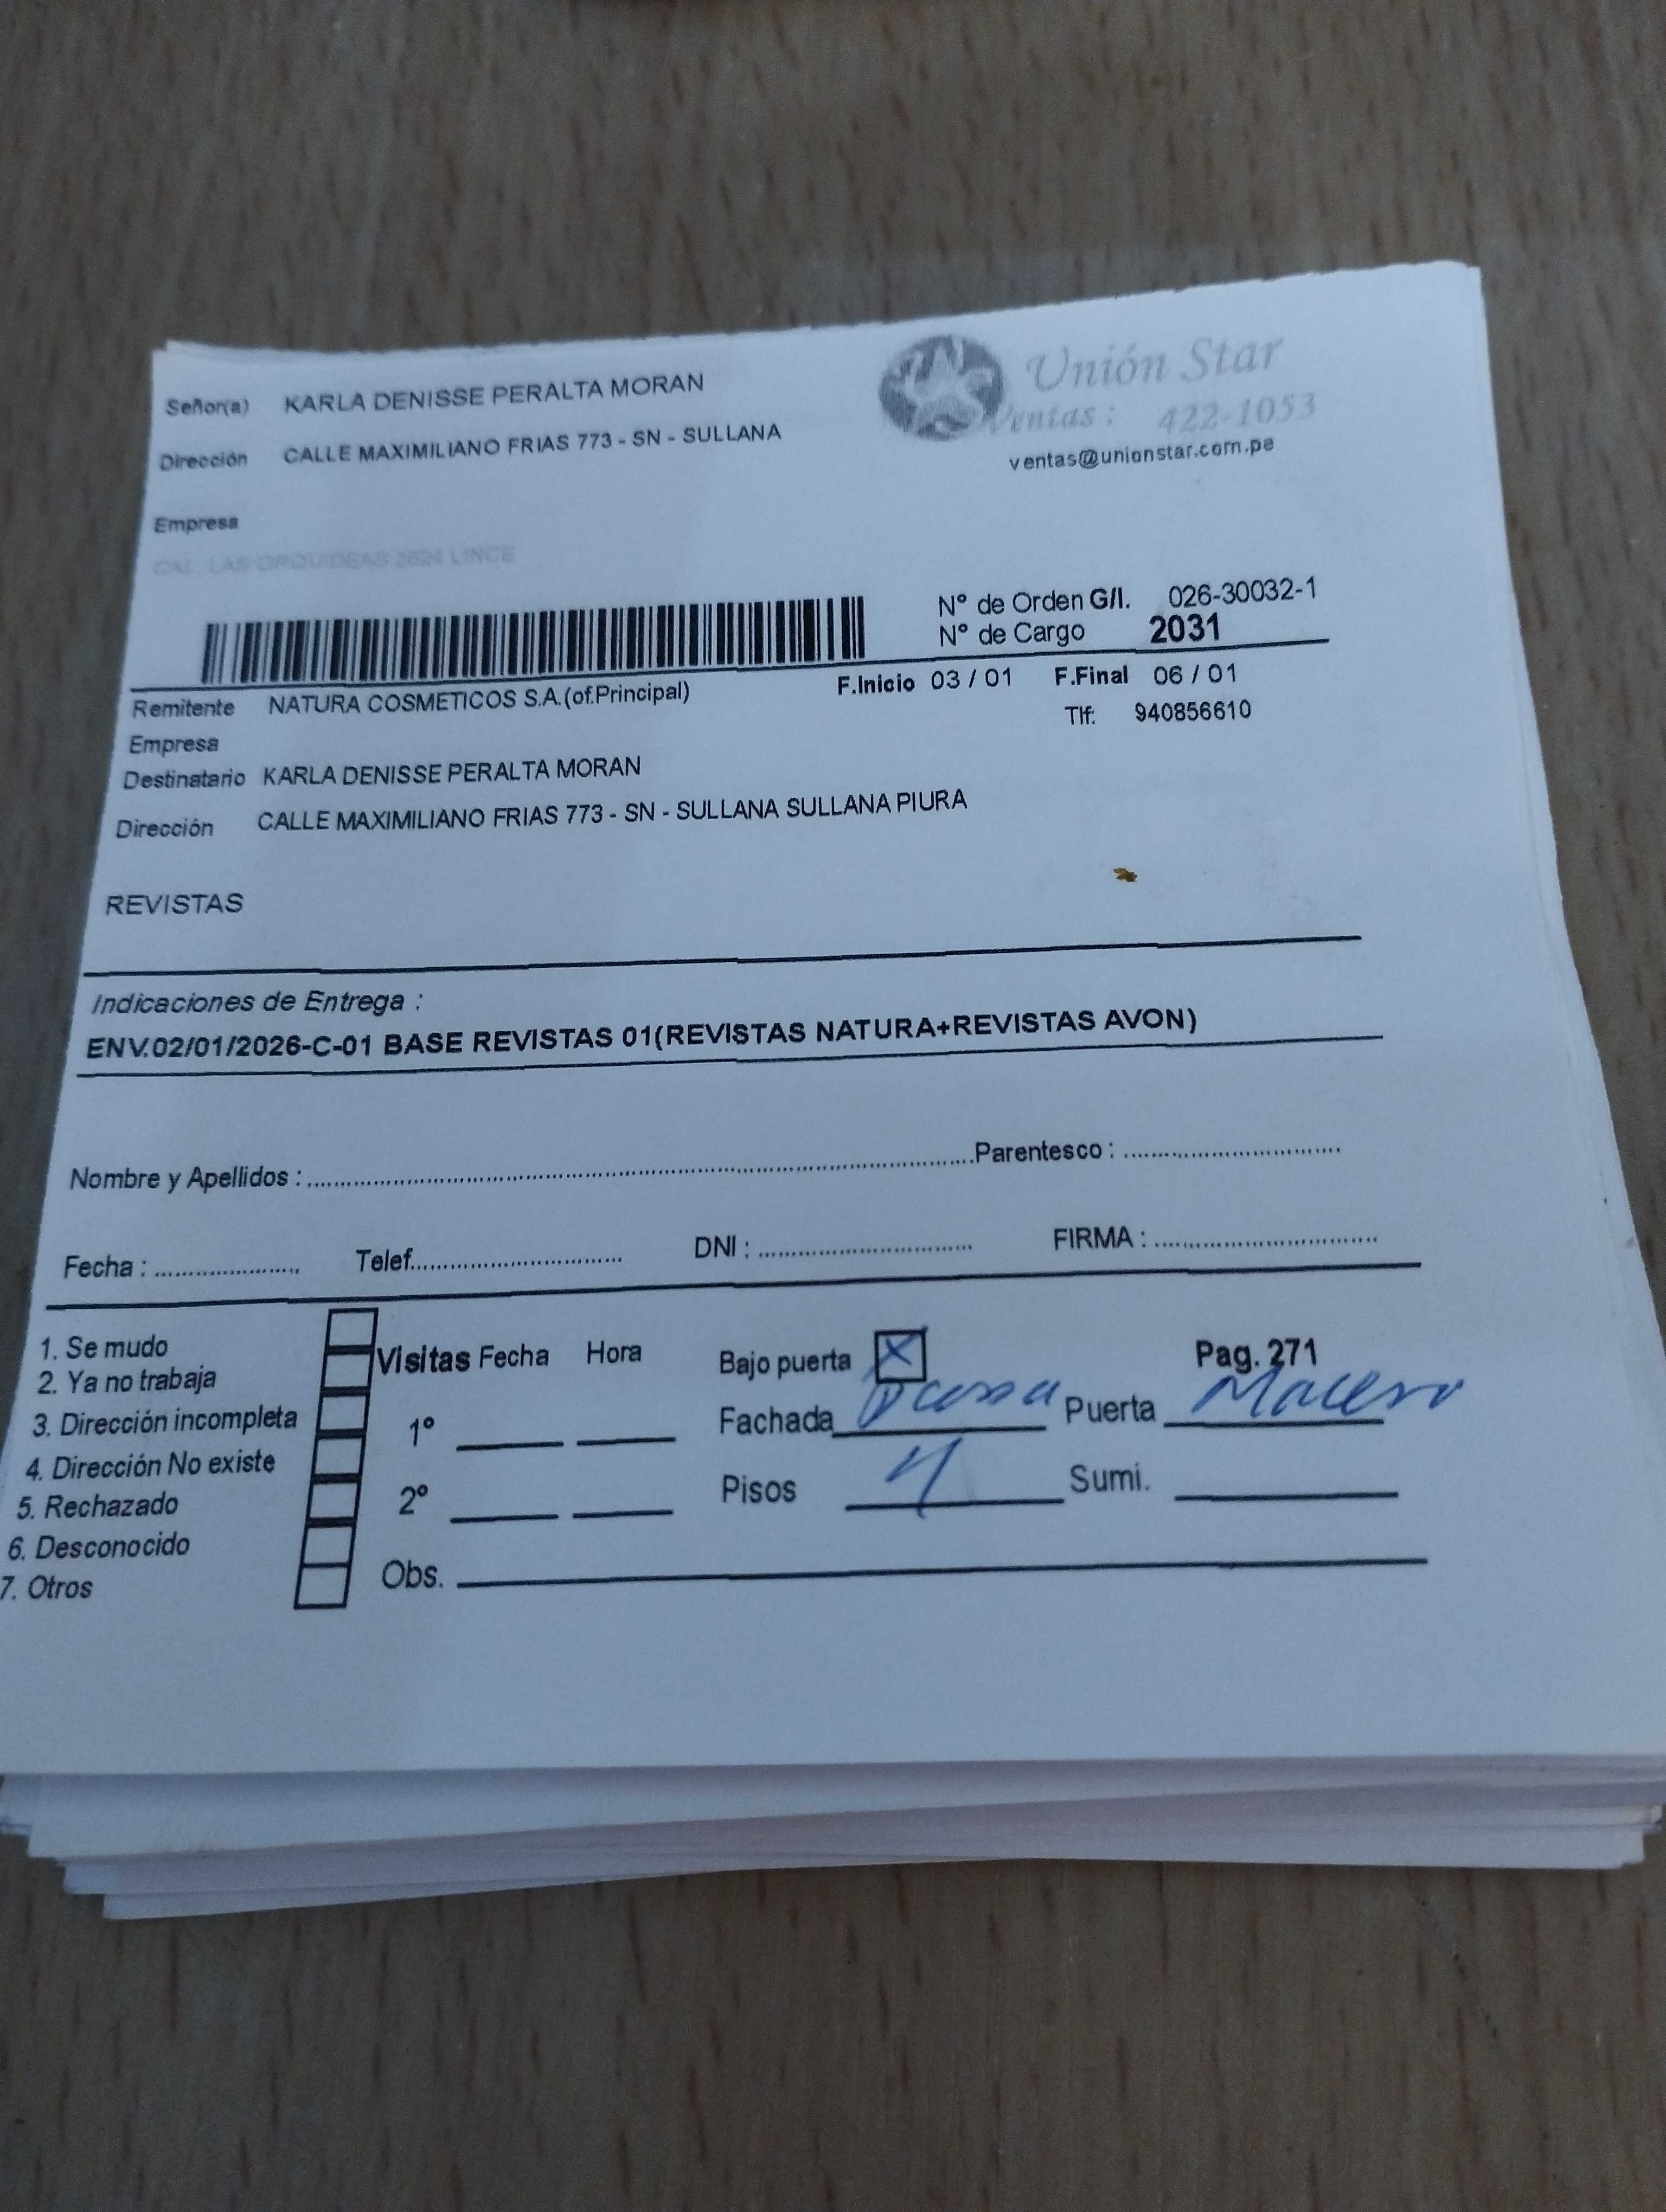 Señor(a) KARLA DENISSE PERALTA MORAN
Dirección CALLE MAXIMILIANO FRIAS 773 - SN - SULLANA
Unión Star
Ventas : 422-1053
ventas@unionstar.com.pe
Empresa
CAL. LAS ORQUIDEAS 2624 LINCE
N° de Orden G/I. 026-30032-1
N° de Cargo 2031
Remitente NATURA COSMETICOS S.A.(of.Principal) F.Inicio 03 / 01 F.Final 06 / 01
Empresa Tlf: 940856610
Destinatario KARLA DENISSE PERALTA MORAN
Dirección CALLE MAXIMILIANO FRIAS 773 - SN - SULLANA SULLANA PIURA
REVISTAS
Indicaciones de Entrega :
ENV.02/01/2026-C-01 BASE REVISTAS 01(REVISTAS NATURA+REVISTAS AVON)
Nombre y Apellidos : Parentesco :
Fecha : Telef. DNI : FIRMA :
1. Se mudo
2. Ya no trabaja
3. Dirección incompleta
4. Dirección No existe
5. Rechazado
6. Desconocido
7. Otros
Visitas Fecha Hora
1°
2°
Obs.
Bajo puerta X Pag. 271
Fachada Puerta
Pisos Sumi.